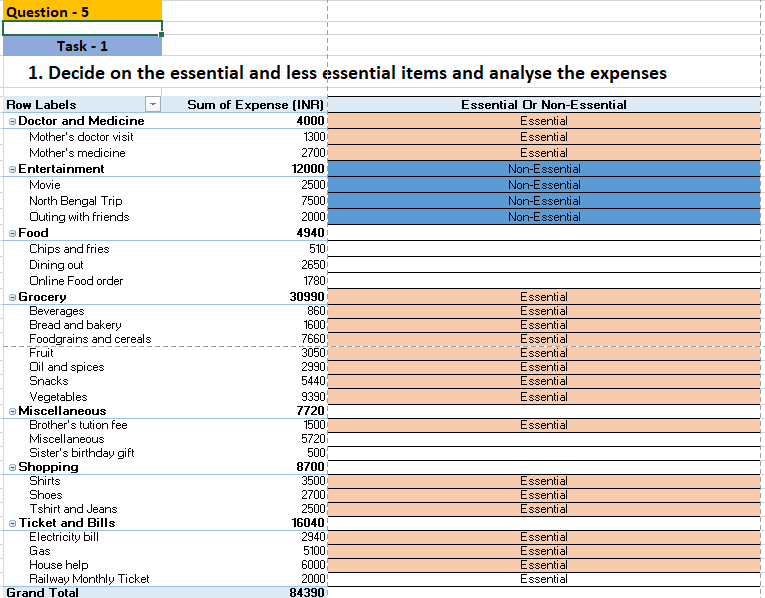 Question - 5
Task - 1
1. Decide on the essential and less essential items and analyse the expenses
Row Labels Sum of Expense (INR) Essential Or Non-Essential
Doctor and Medicine 4000 Essential
Mother's doctor visit 1300 Essential
Mother's medicine 2700 Essential
Entertainment 12000 Non-Essential
Movie 2500 Non-Essential
North Bengal Trip 7500 Non-Essential
Outing with friends 2000 Non-Essential
Food 4940
Chips and fries 510
Dining out 2650
Online Food order 1780
Grocery 30990 Essential
Beverages 860 Essential
Bread and bakery 1600 Essential
Foodgrains and cereals 7660 Essential
Fruit 3050 Essential
Oil and spices 2990 Essential
Snacks 5440 Essential
Vegetables 9390 Essential
Miscellaneous 7720
Brother's tution fee 1500 Essential
Miscellaneous 5720
Sister's birthday gift 500
Shopping 8700
Shirts 3500 Essential
Shoes 2700 Essential
Tshirt and Jeans 2500 Essential
Ticket and Bills 16040
Electricity bill 2940 Essential
Gas 5100 Essential
House help 6000 Essential
Railway Monthly Ticket 2000 Essential
Grand Total 84390